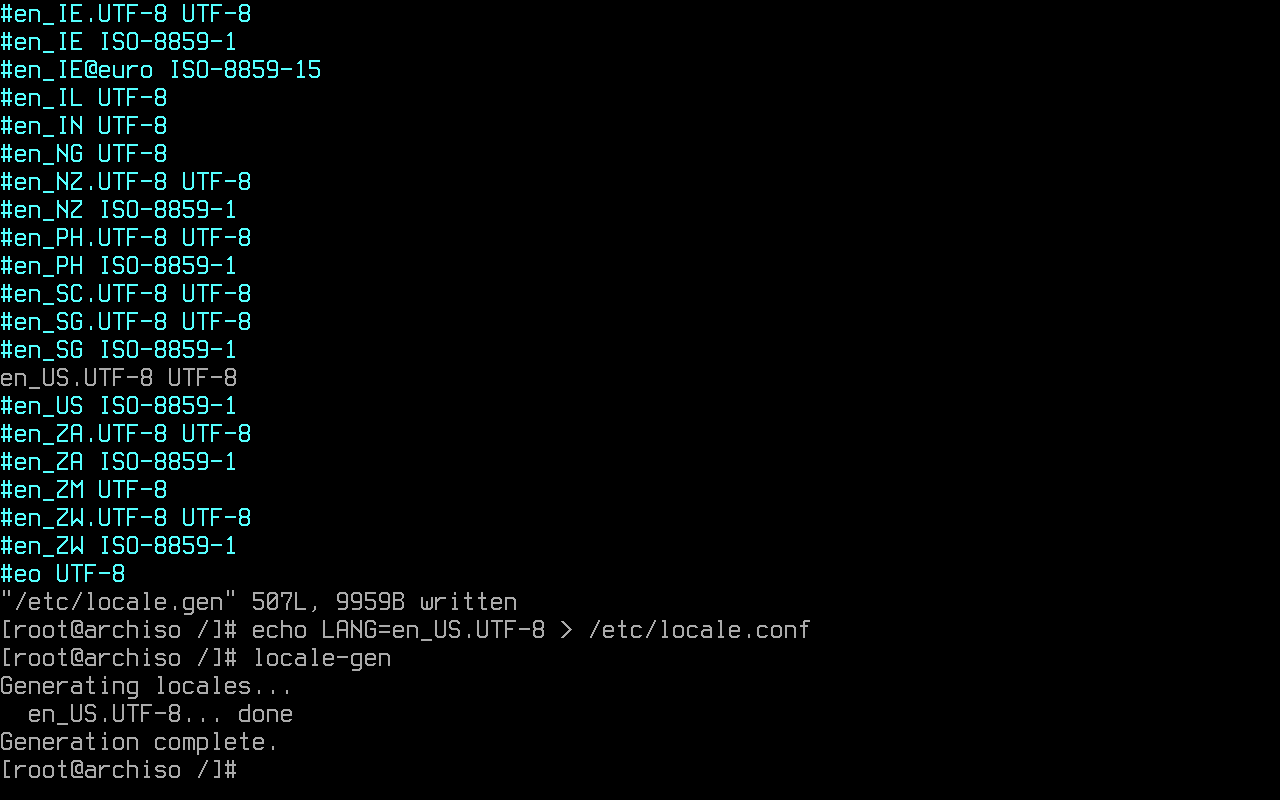 #en_IE.UTF-8 UTF-8
#en_IE ISO-8859-1
#en_IE@euro ISO-8859-15
#en_IL UTF-8
#en_IN UTF-8
#en_NG UTF-8
#en_NZ.UTF-8 UTF-8
#en_NZ ISO-8859-1
#en_PH.UTF-8 UTF-8
#en_PH ISO-8859-1
#en_SC.UTF-8 UTF-8
#en_SG.UTF-8 UTF-8
#en_SG ISO-8859-1
en_US.UTF-8 UTF-8
#en_US ISO-8859-1
#en_ZA.UTF-8 UTF-8
#en_ZA ISO-8859-1
#en_ZM UTF-8
#en_ZW.UTF-8 UTF-8
#en_ZW ISO-8859-1
#eo UTF-8
"/etc/locale.gen" 507L, 9959B written
[root@archiso /]# echo LANG=en_US.UTF-8 > /etc/locale.conf
[root@archiso /]# locale-gen
Generating locales...
  en_US.UTF-8... done
Generation complete.
[root@archiso /]#